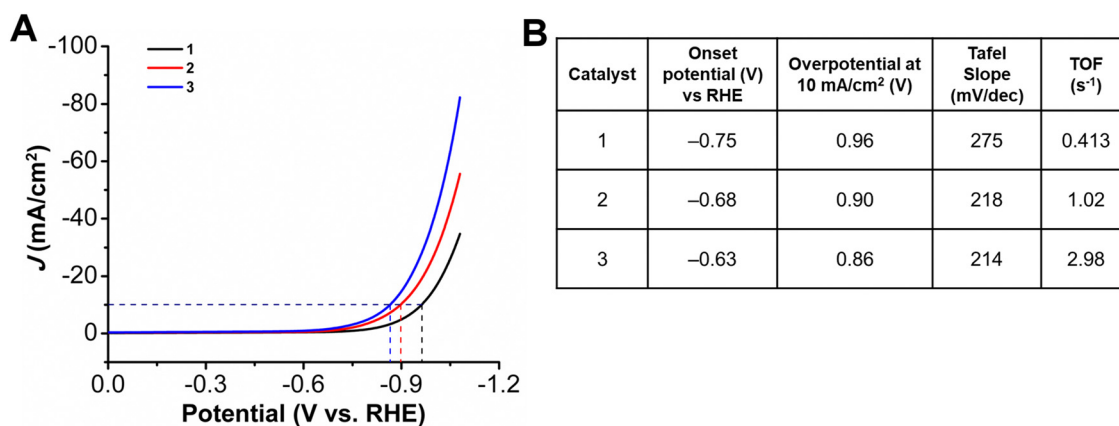 A
-100
-80
-60
-40
-20
0
J (mA/cm²)
1
2
3
0.0
-0.3
-0.6
-0.9
-1.2
Potential (V vs. RHE)
B
Catalyst
Onset
potential (V)
vs RHE
Overpotential at
10 mA/cm² (V)
Tafel
Slope
(mV/dec)
TOF
(s⁻¹)
1 –0.75 0.96 275 0.413
2 –0.68 0.90 218 1.02
3 –0.63 0.86 214 2.98